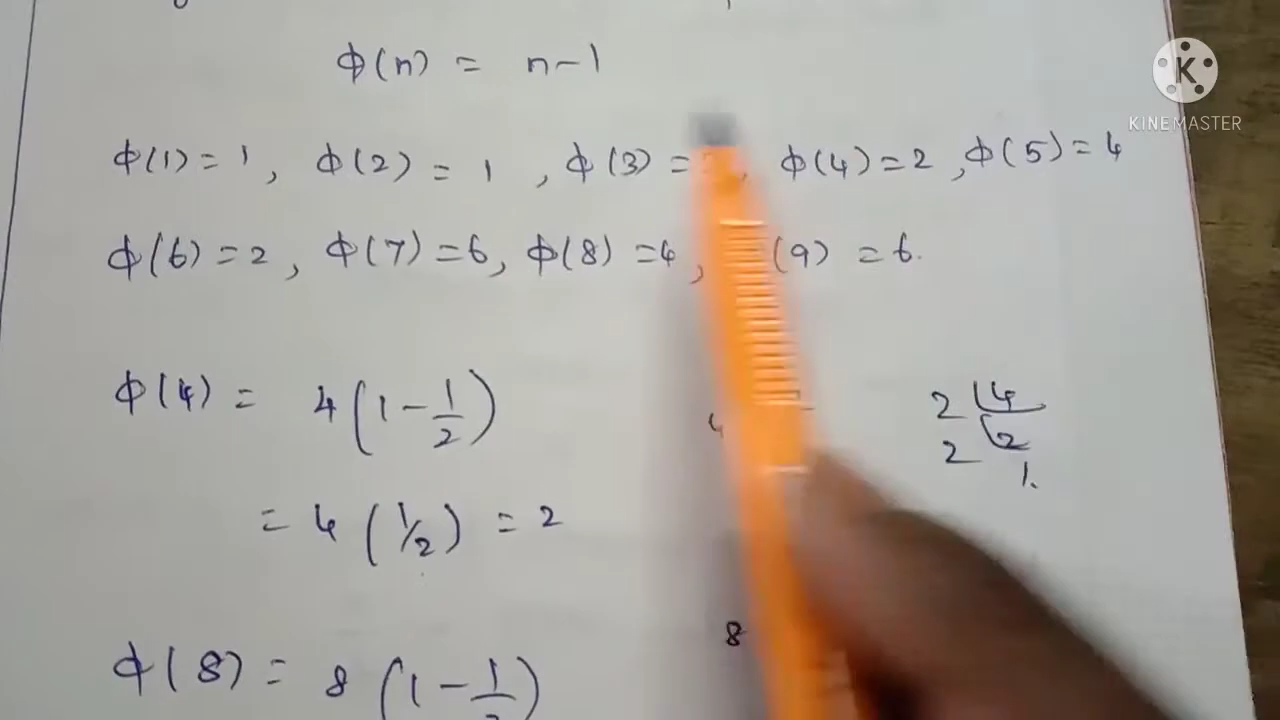 ϕ(n) = n-1
KINEMASTER
ϕ(1)=1, ϕ(2)=1, ϕ(3)= , ϕ(4)=2, ϕ(5)=4
ϕ(6)=2, ϕ(7)=6, ϕ(8)=4, (9)=6.
ϕ(4)= 4(1-1/2)
2 4
2 2
1.
= 4(1/2) = 2
8
ϕ(8)= 8(1-1/2)